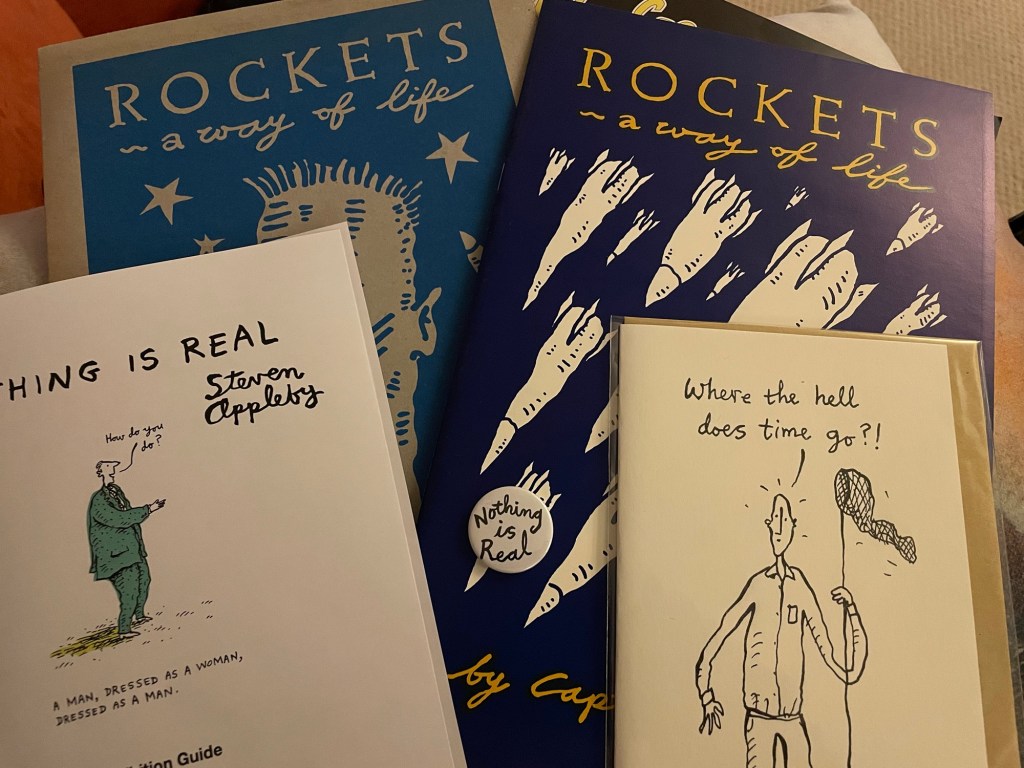 ROCKETS
~ a way of life
ROCKETS
~ a way of life
HING IS REAL
Steven
Appleby
How do you
do?
A MAN, DRESSED AS A WOMAN,
DRESSED AS A MAN.
ition Guide
Nothing
is
Real
by Cap
Where the hell
does time go?!